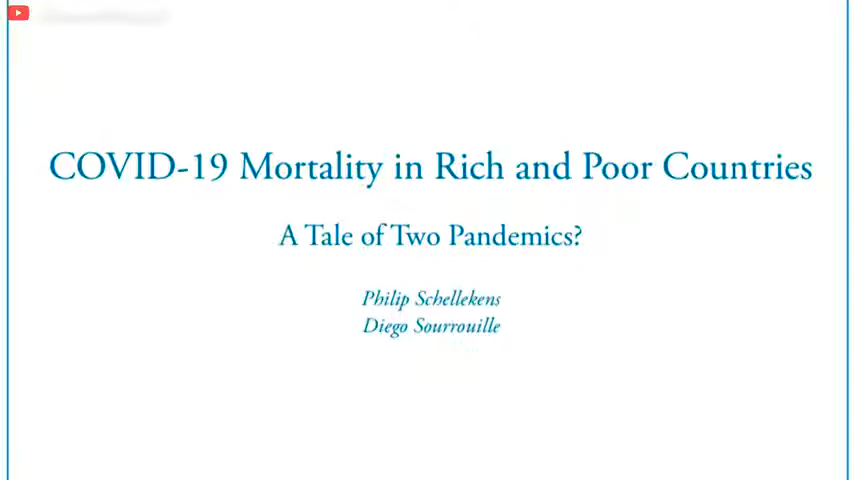 COVID-19 Mortality in Rich and Poor Countries
A Tale of Two Pandemics?
Philip Schellekens
Diego Sourrouille